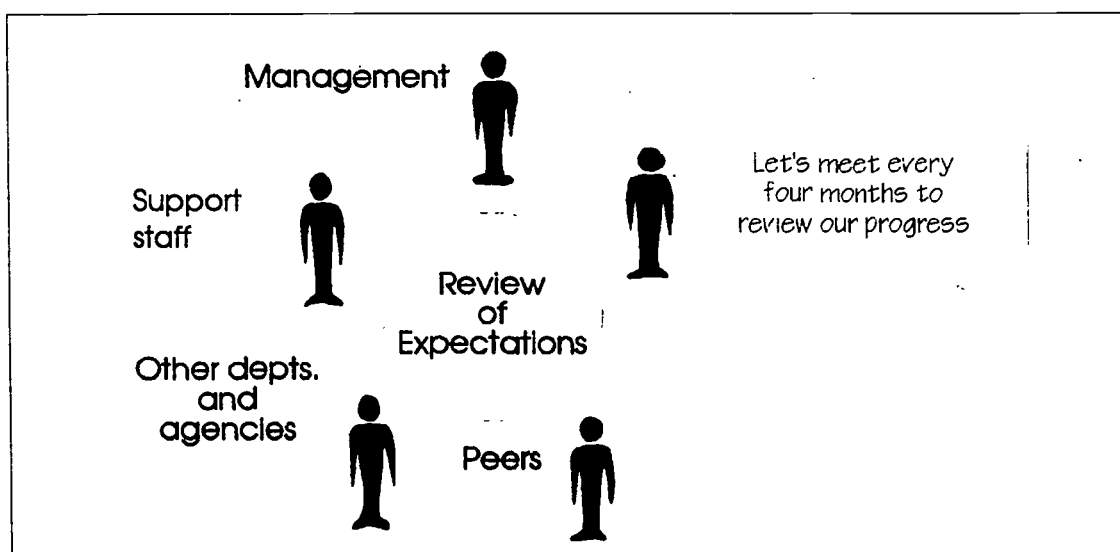 Management
Support
staff
Let's meet every
four months to
review our progress
Review
of
Expectations
Other depts.
and
agencies
Peers